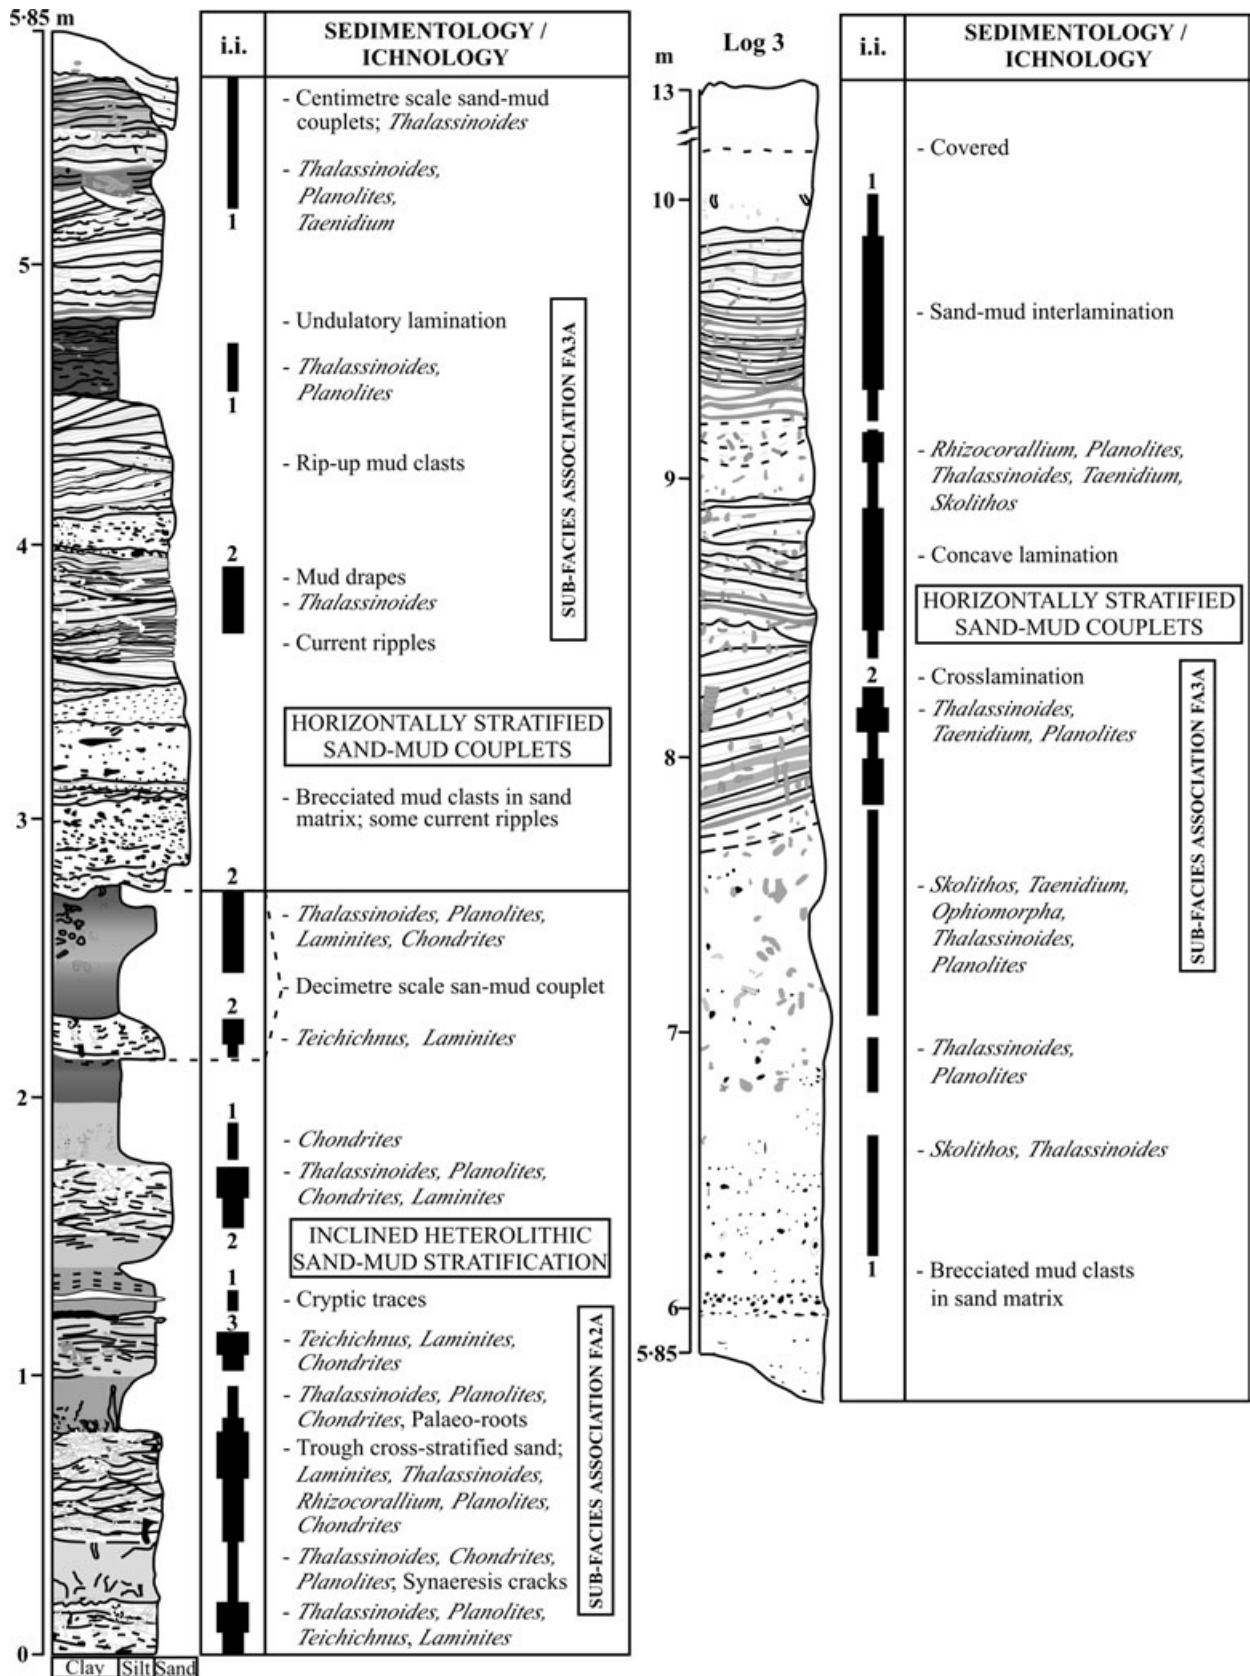 5·85 m
i.i.
SEDIMENTOLOGY /
ICHNOLOGY
- Centimetre scale sand-mud
couplets; Thalassinoides
- Thalassinoides,
Planolites,
Taenidium
1
5
- Undulatory lamination
- Thalassinoides,
Planolites
1
- Rip-up mud clasts
SUB-FACIES ASSOCIATION FA3A
4
2
- Mud drapes
- Thalassinoides
- Current ripples
HORIZONTALLY STRATIFIED
SAND-MUD COUPLETS
- Brecciated mud clasts in sand
matrix; some current ripples
3
2
- Thalassinoides, Planolites,
Laminites, Chondrites
- Decimetre scale san-mud couplet
2
- Teichichnus, Laminites
2
1
- Chondrites
- Thalassinoides, Planolites,
Chondrites, Laminites
2
INCLINED HETEROLITHIC
SAND-MUD STRATIFICATION
1
- Cryptic traces
3
- Teichichnus, Laminites,
Chondrites
1
- Thalassinoides, Planolites,
Chondrites, Palaeo-roots
- Trough cross-stratified sand;
Laminites, Thalassinoides,
Rhizocorallium, Planolites,
Chondrites
- Thalassinoides, Chondrites,
Planolites; Synaeresis cracks
- Thalassinoides, Planolites,
Teichichnus, Laminites
SUB-FACIES ASSOCIATION FA2A
0
Clay Silt Sand
Log 3
m
i.i.
SEDIMENTOLOGY /
ICHNOLOGY
13
- Covered
1
10
- Sand-mud interlamination
- Rhizocorallium, Planolites,
Thalassinoides, Taenidium,
Skolithos
9
- Concave lamination
HORIZONTALLY STRATIFIED
SAND-MUD COUPLETS
- Crosslamination
2
- Thalassinoides,
Taenidium, Planolites
8
SUB-FACIES ASSOCIATION FA3A
- Skolithos, Taenidium,
Ophiomorpha,
Thalassinoides,
Planolites
7
- Thalassinoides,
Planolites
- Skolithos, Thalassinoides
1
- Brecciated mud clasts
in sand matrix
6
5·85